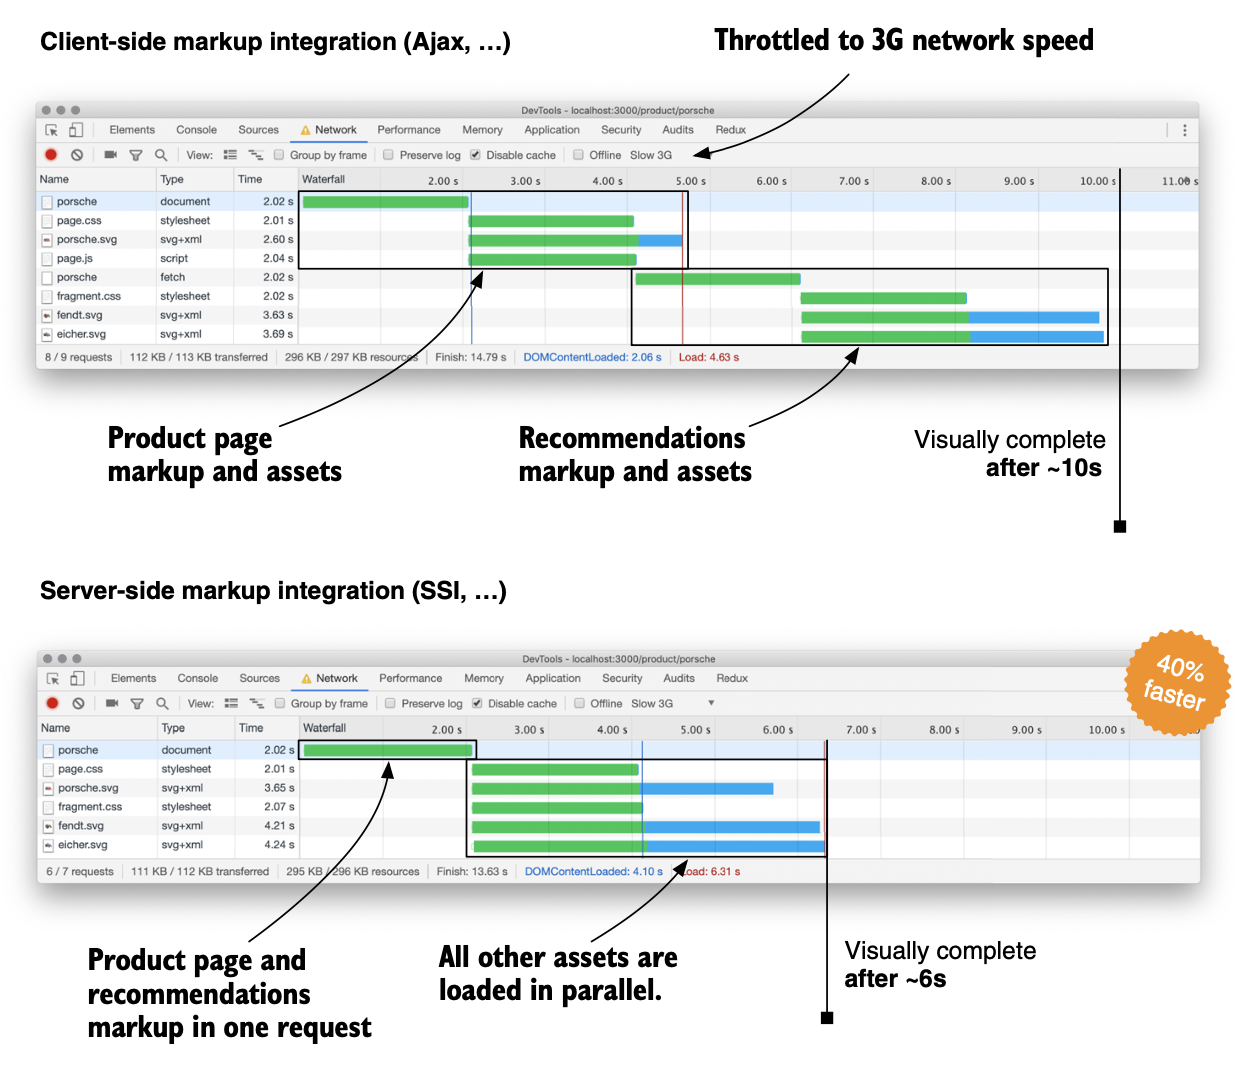 Client-side markup integration (Ajax, …)
Throttled to 3G network speed
DevTools - localhost:3000/product/porsche
Elements Console Sources Network Performance Memory Application Security Audits Redux
View: Group by frame Preserve log Disable cache Offline Slow 3G
Name Type Time Waterfall 2.00 s 3.00 s 4.00 s 5.00 s 6.00 s 7.00 s 8.00 s 9.00 s 10.00 s 11.00 s
porsche document 2.02 s
page.css stylesheet 2.01 s
porsche.svg svg+xml 2.60 s
page.js script 2.04 s
porsche fetch 2.02 s
fragment.css stylesheet 2.02 s
fendt.svg svg+xml 3.63 s
eicher.svg svg+xml 3.69 s
8 / 9 requests 112 KB / 113 KB transferred 296 KB / 297 KB resources Finish: 14.79 s DOMContentLoaded: 2.06 s Load: 4.63 s
Product page
markup and assets
Recommendations
markup and assets
Visually complete
after ~10s
Server-side markup integration (SSI, …)
40%
faster
DevTools - localhost:3000/product/porsche
Elements Console Sources Network Performance Memory Application Security Audits Redux
View: Group by frame Preserve log Disable cache Offline Slow 3G
Name Type Time Waterfall 2.00 s 3.00 s 4.00 s 5.00 s 6.00 s 7.00 s 8.00 s 9.00 s 10.00 s
porsche document 2.02 s
page.css stylesheet 2.01 s
porsche.svg svg+xml 3.65 s
fragment.css stylesheet 2.07 s
fendt.svg svg+xml 4.21 s
eicher.svg svg+xml 4.24 s
6 / 7 requests 111 KB / 112 KB transferred 295 KB / 296 KB resources Finish: 13.63 s DOMContentLoaded: 4.10 s Load: 6.31 s
Product page and
recommendations
markup in one request
All other assets are
loaded in parallel.
Visually complete
after ~6s